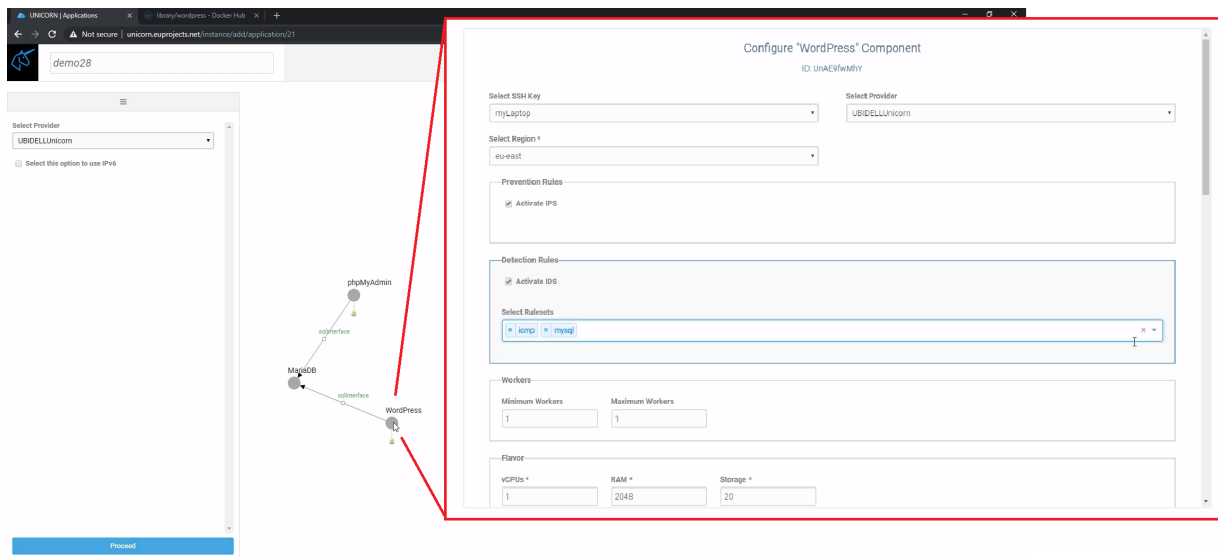 UNICORN | Applications
library/wordpress - Docker Hub
Not secure | unicorn.euprojects.net/instance/add/application/21
demo28
Select Provider
UBIDELLUnicorn
Select this option to use IPv6
phpMyAdmin
sqlinterface
MariaDB
sqlinterface
WordPress
Proceed
Configure "WordPress" Component
ID: UnAE9fwMhY
Select SSH Key
Select Provider
myLaptop
UBIDELLUnicorn
Select Region *
eu-east
Prevention Rules
Activate IPS
Detection Rules
Activate IDS
Select Rulesets
× icmp × mysql
Workers
Minimum Workers Maximum Workers
1 1
Flavor
vCPUs * RAM * Storage *
1 2048 20